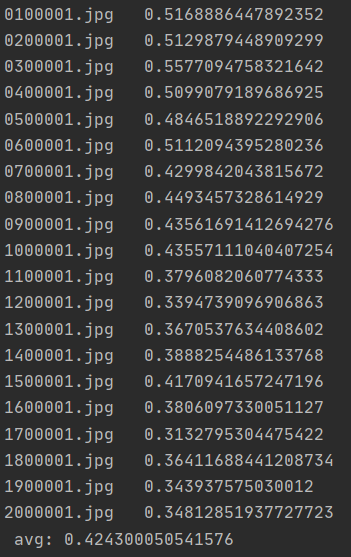 0100001.jpg 0.5168886447892352
0200001.jpg 0.5129879448909299
0300001.jpg 0.5577094758321642
0400001.jpg 0.5099079189686925
0500001.jpg 0.4846518892292906
0600001.jpg 0.5112094395280236
0700001.jpg 0.4299842043815672
0800001.jpg 0.4493457328614929
0900001.jpg 0.43561691412694276
1000001.jpg 0.43557111040407254
1100001.jpg 0.3796082060774333
1200001.jpg 0.3394739096906863
1300001.jpg 0.3670537634408602
1400001.jpg 0.3888254486133768
1500001.jpg 0.4170941657247196
1600001.jpg 0.3806097330051127
1700001.jpg 0.3132795304475422
1800001.jpg 0.36411688441208734
1900001.jpg 0.343937575030012
2000001.jpg 0.34812851937727723
avg: 0.424300050541576